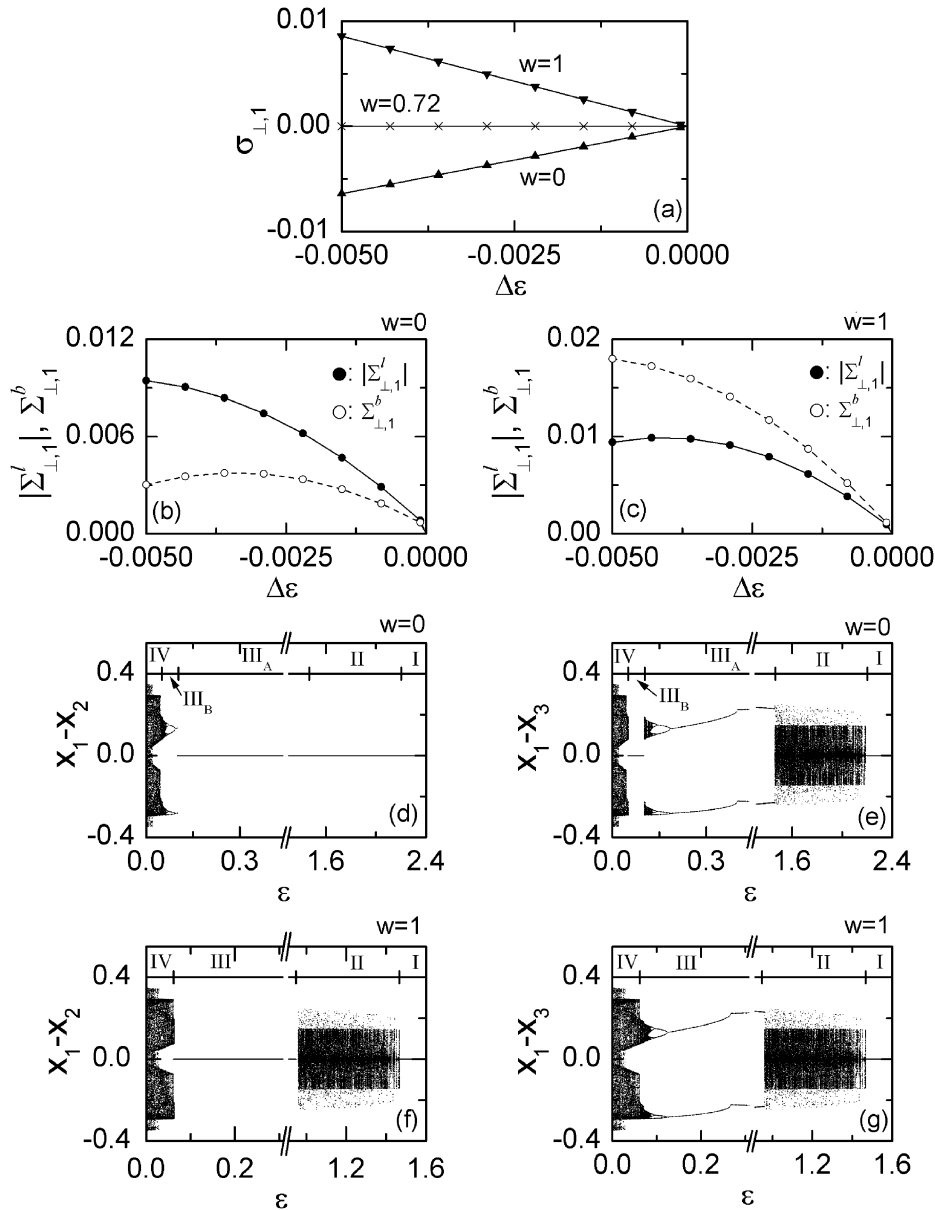 0.01
0.00
-0.01
σ⊥,1
w=1
w=0.72
w=0
(a)
-0.0050 -0.0025 0.0000
Δε
w=0
0.012
0.006
0.000
|Σˡ⊥,1|, Σᵇ⊥,1
●: |Σˡ⊥,1|
○: Σᵇ⊥,1
(b)
-0.0050 -0.0025 0.0000
Δε
w=1
0.02
0.01
0.00
|Σˡ⊥,1|, Σᵇ⊥,1
●: |Σˡ⊥,1|
○: Σᵇ⊥,1
(c)
-0.0050 -0.0025 0.0000
Δε
w=0
IV III_A II I
III_B
0.4
0.0
-0.4
X₁-X₂
(d)
0.0 0.3 1.6 2.4
ε
w=0
IV III_A II I
III_B
0.4
0.0
-0.4
X₁-X₃
(e)
0.0 0.3 1.6 2.4
ε
w=1
IV III II I
0.4
0.0
-0.4
X₁-X₂
(f)
0.0 0.2 1.2 1.6
ε
w=1
IV III II I
0.4
0.0
-0.4
X₁-X₃
(g)
0.0 0.2 1.2 1.6
ε